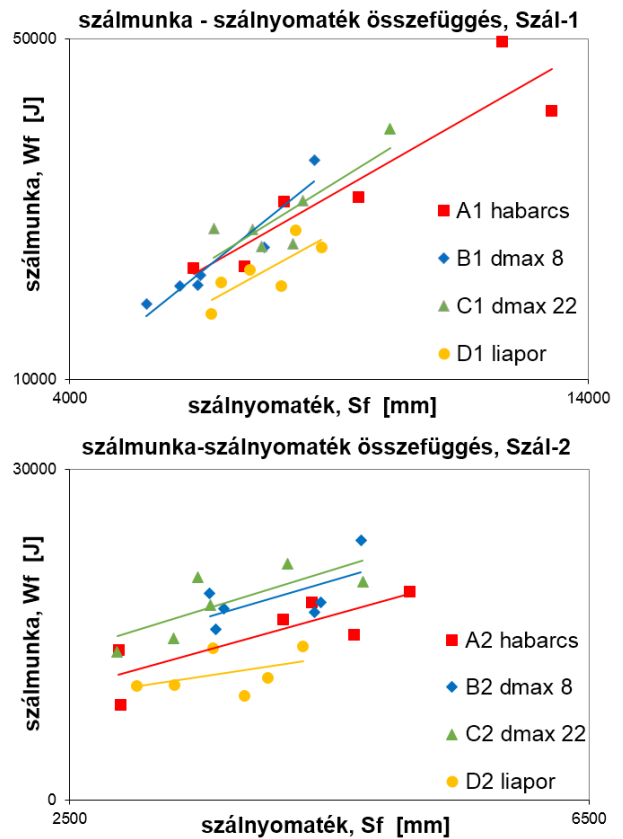 szálmunka - szálnyomaték összefüggés, Szál-1
50000
szálmunka, Wf [J]
A1 habarcs
B1 dmax 8
C1 dmax 22
D1 liapor
10000
4000
14000
szálnyomaték, Sf [mm]
szálmunka-szálnyomaték összefüggés, Szál-2
30000
szálmunka, Wf [J]
A2 habarcs
B2 dmax 8
C2 dmax 22
D2 liapor
0
2500
6500
szálnyomaték, Sf [mm]